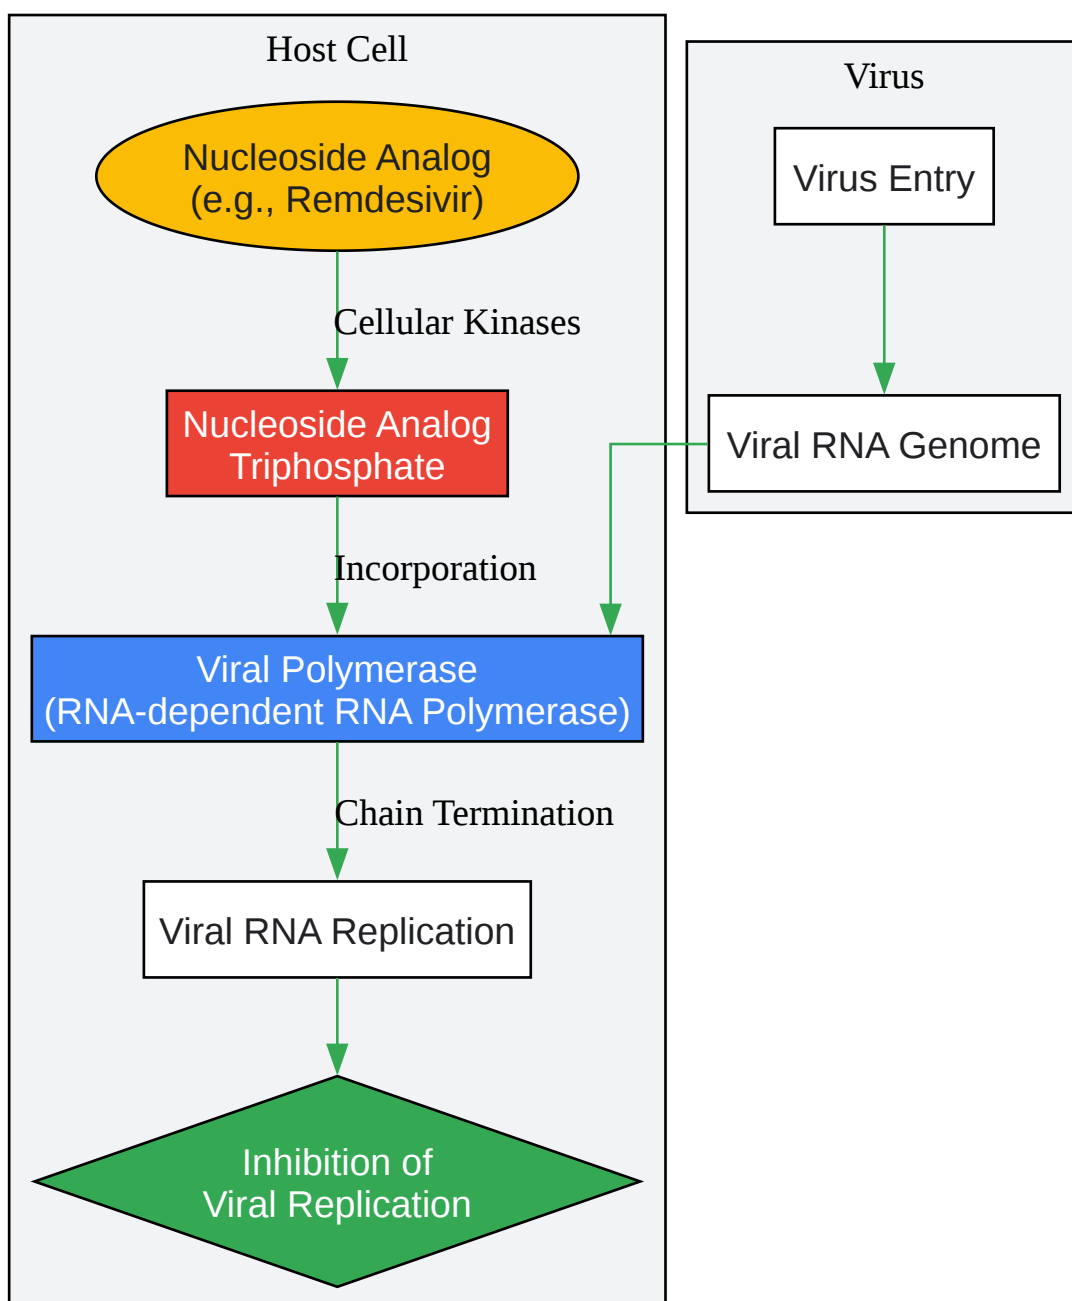 Host Cell
Nucleoside Analog
(e.g., Remdesivir)
Cellular Kinases
Nucleoside Analog
Triphosphate
Incorporation
Viral Polymerase
(RNA-dependent RNA Polymerase)
Chain Termination
Viral RNA Replication
Inhibition of
Viral Replication
Virus
Virus Entry
Viral RNA Genome